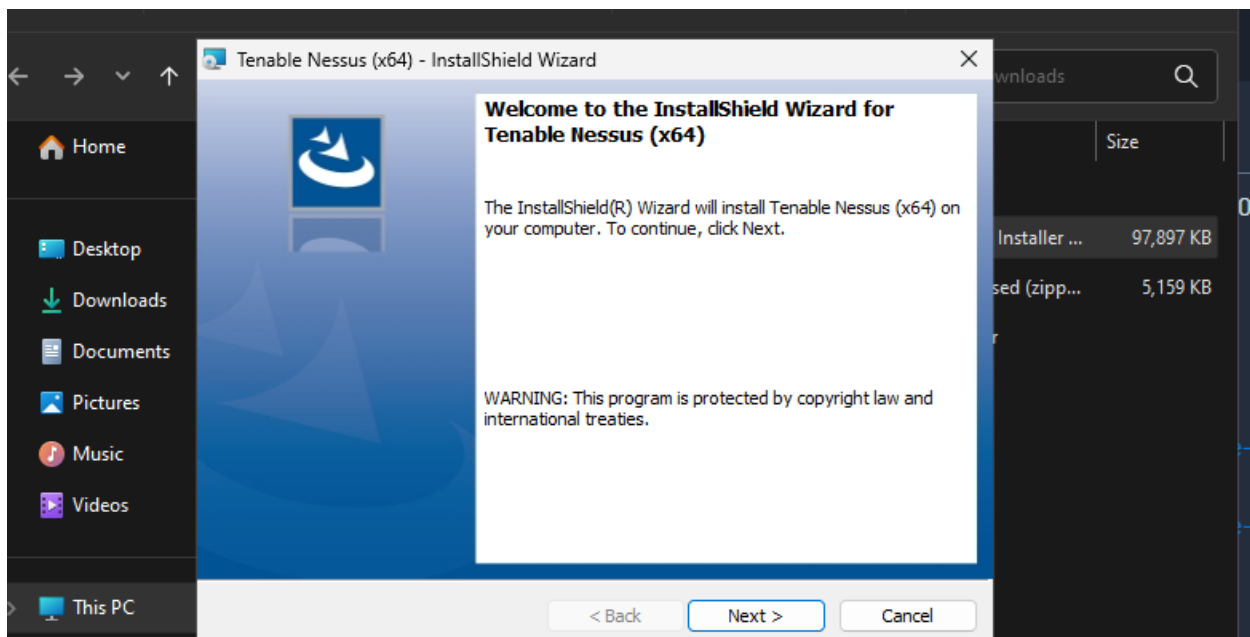 Tenable Nessus (x64) - InstallShield Wizard
wnloads
Home
Size
Welcome to the InstallShield Wizard for
Tenable Nessus (x64)
The InstallShield(R) Wizard will install Tenable Nessus (x64) on
your computer. To continue, click Next.
Desktop
Installer ...
97,897 KB
Downloads
sed (zipp...
5,159 KB
Documents
r
Pictures
WARNING: This program is protected by copyright law and
international treaties.
Music
Videos
This PC
< Back
Next >
Cancel